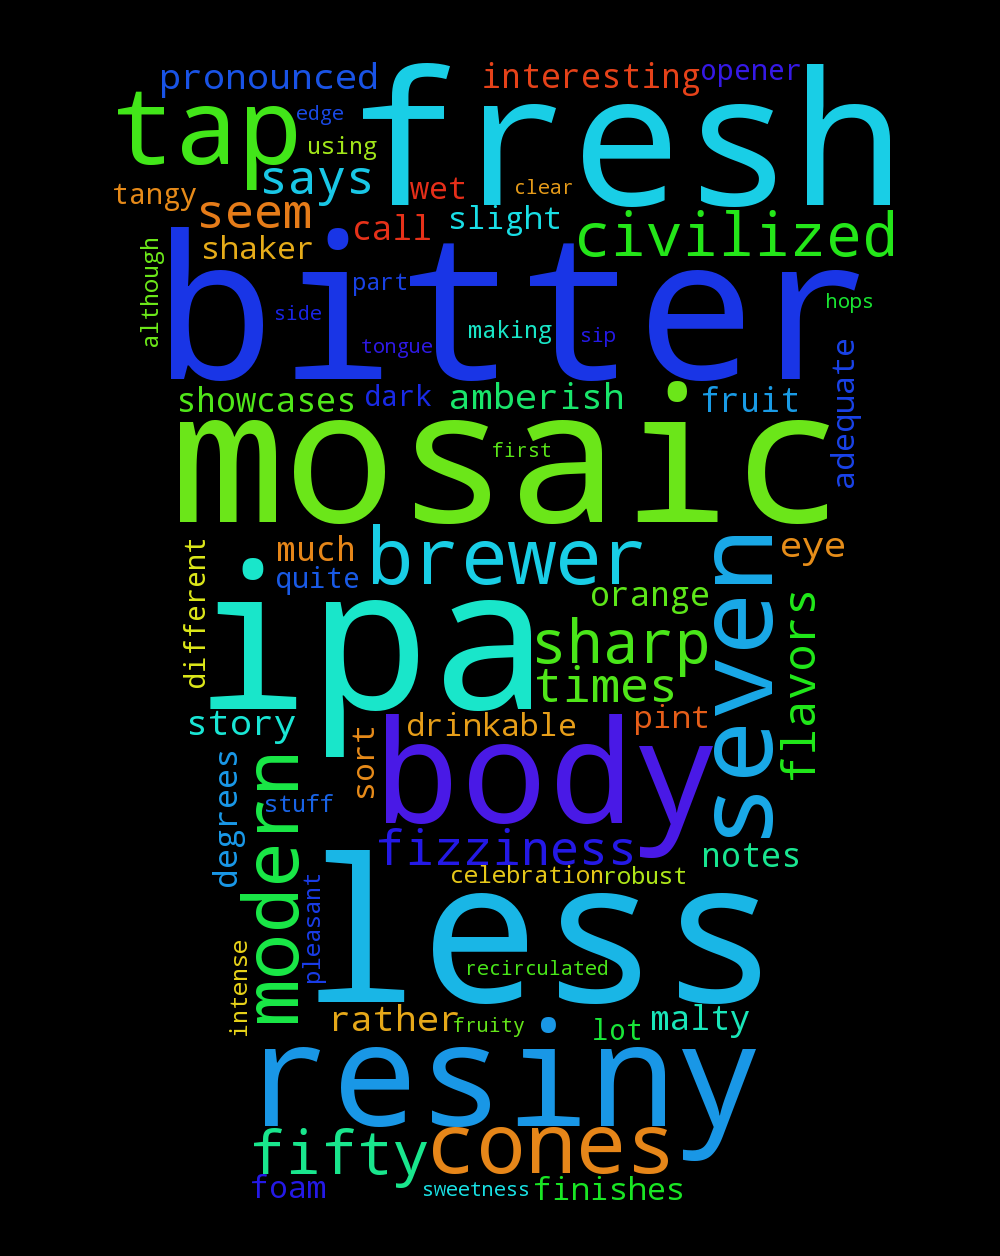 pronounced
interesting
opener
fresh
tap
edge
using
says
wet
clear
tangy
seem
call
slight
civilized
shaker
although
bitter
part
side
making
sip
tongue
hops
adequate
showcases
dark
amberish
fruit
mosaic
first
different
much
brewer
seven
eye
quite
ipa
orange
flavors
sharp
times
story
drinkable
pint
sort
body
degrees
modern
stuff
fizziness
notes
less
celebration
robust
pleasant
intense
recirculated
rather
fruity
lot
malty
resiny
fifty
cones
foam
sweetness
finishes